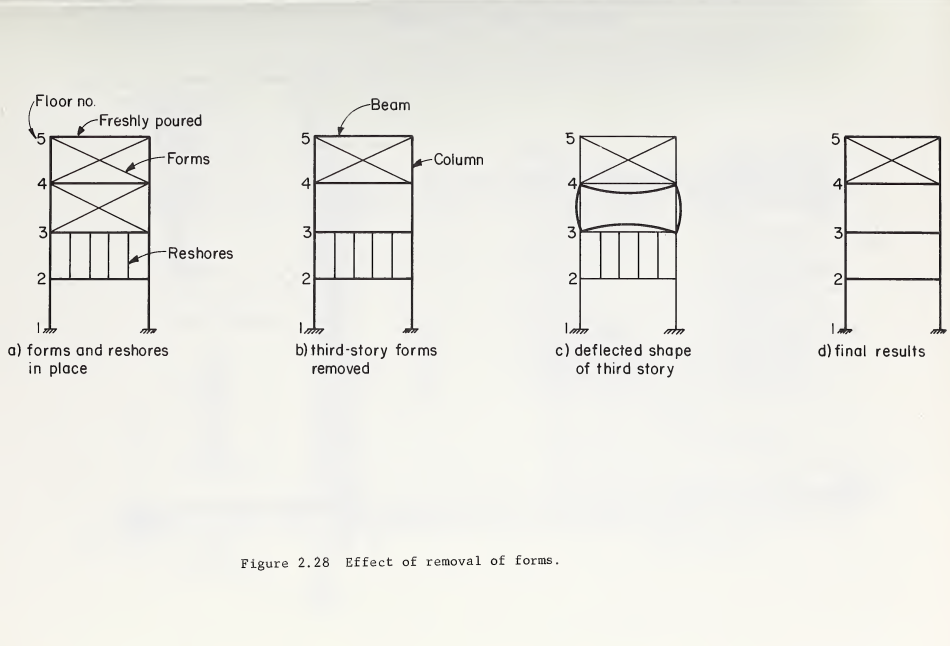 Floor no.
Freshly poured
5
Forms
4
3
Reshores
2
1
a) forms and reshores
in place
Beam
5
Column
4
3
2
1
b) third-story forms
removed
5
4
3
2
1
c) deflected shape
of third story
5
4
3
2
1
d) final results
Figure 2.28 Effect of removal of forms.